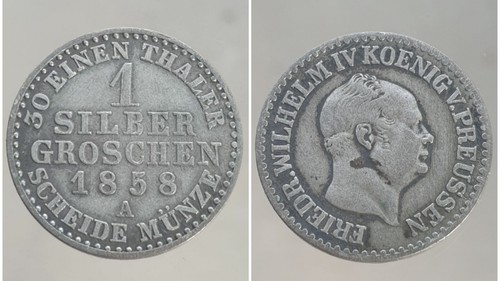 30 EINEN THALER
1
SILBER
GROSCHEN
1858
A
SCHEIDE MÜNZE
FRIEDR. WILHELM IV KOENIG V. PREUSSEN